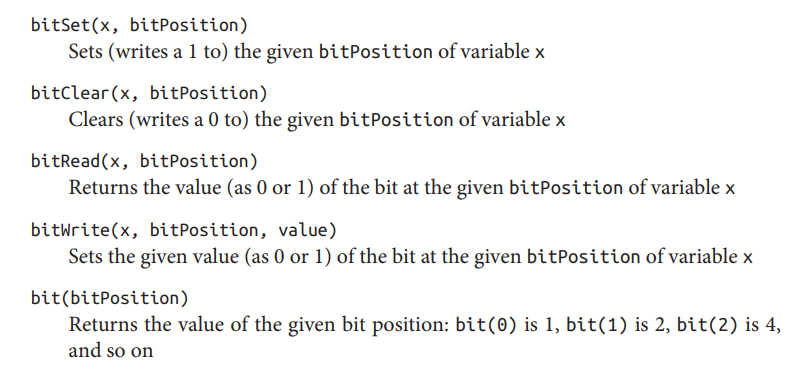 bitSet(x, bitPosition)
Sets (writes a 1 to) the given bitPosition of variable x
bitClear(x, bitPosition)
Clears (writes a 0 to) the given bitPosition of variable x
bitRead(x, bitPosition)
Returns the value (as 0 or 1) of the bit at the given bitPosition of variable x
bitWrite(x, bitPosition, value)
Sets the given value (as 0 or 1) of the bit at the given bitPosition of variable x
bit(bitPosition)
Returns the value of the given bit position: bit(0) is 1, bit(1) is 2, bit(2) is 4,
and so on